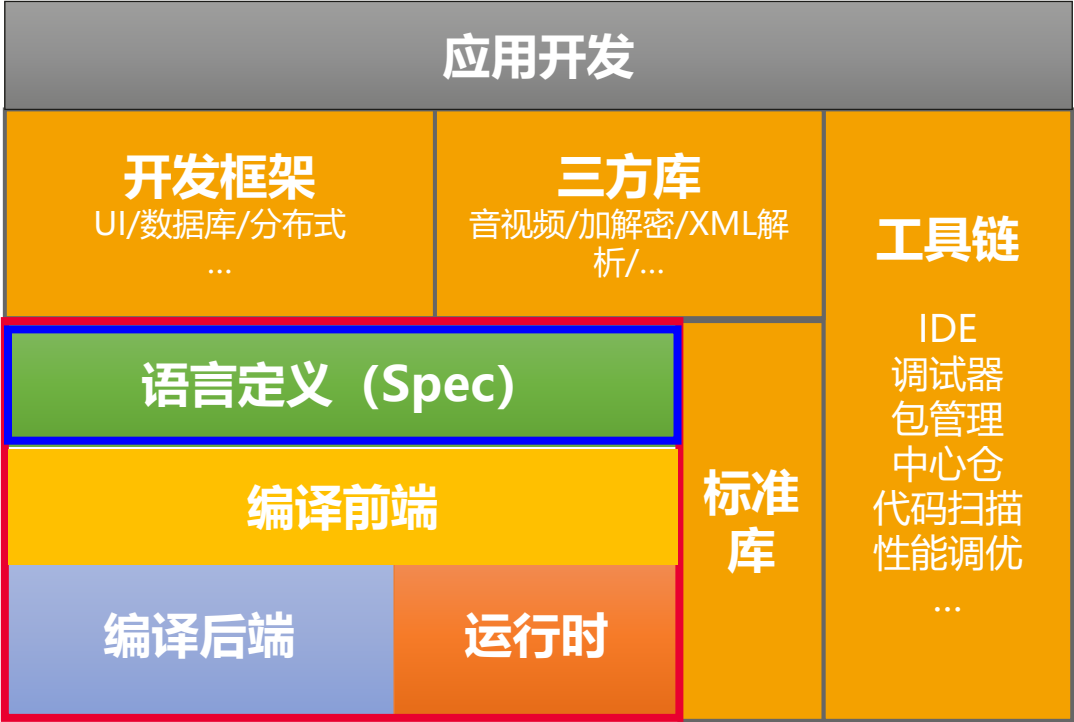 应用开发
开发框架
UI/数据库/分布式
...
三方库
音视频/加解密/XML解
析/...
工具链
IDE
调试器
包管理
中心仓
代码扫描
性能调优
...
语言定义（Spec）
编译前端
编译后端
运行时
标准
库